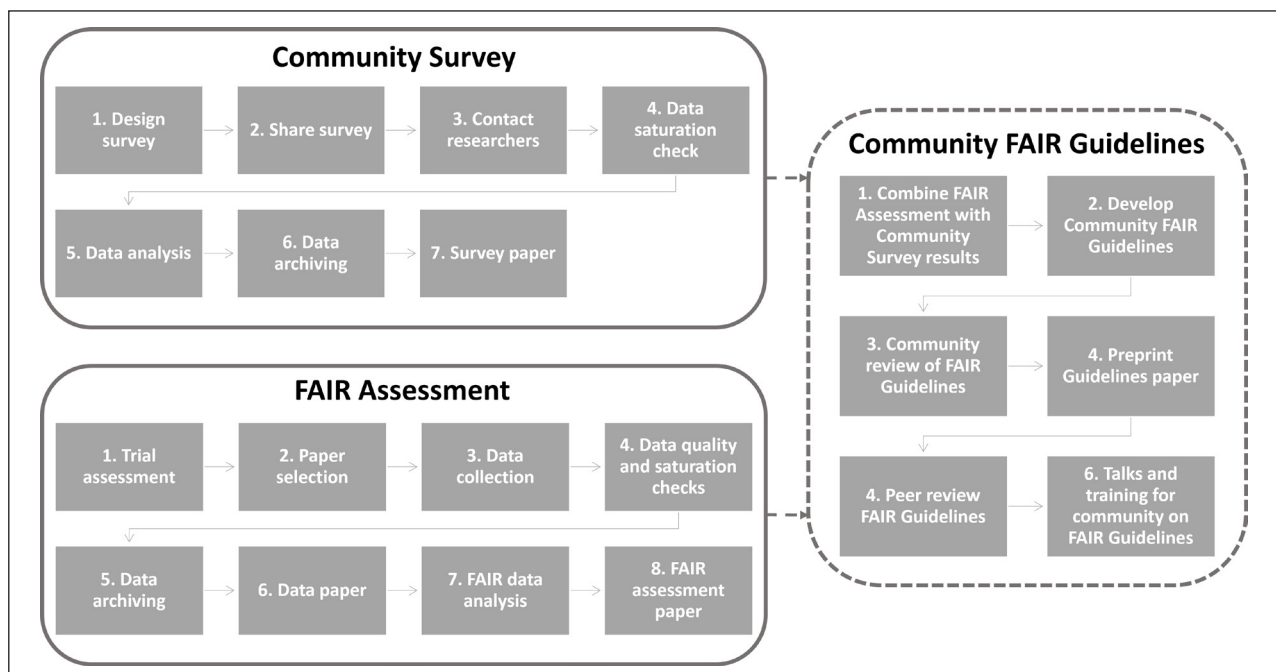 Community Survey
1. Design
survey
2. Share survey
3. Contact
researchers
4. Data
saturation
check
5. Data analysis
6. Data
archiving
7. Survey paper
FAIR Assessment
1. Trial
assessment
2. Paper
selection
3. Data
collection
4. Data quality
and saturation
checks
5. Data
archiving
6. Data paper
7. FAIR data
analysis
8. FAIR
assessment
paper
Community FAIR Guidelines
1. Combine FAIR
Assessment with
Community
Survey results
2. Develop
Community FAIR
Guidelines
3. Community
review of FAIR
Guidelines
4. Preprint
Guidelines paper
4. Peer review
FAIR Guidelines
6. Talks and
training for
community on
FAIR Guidelines